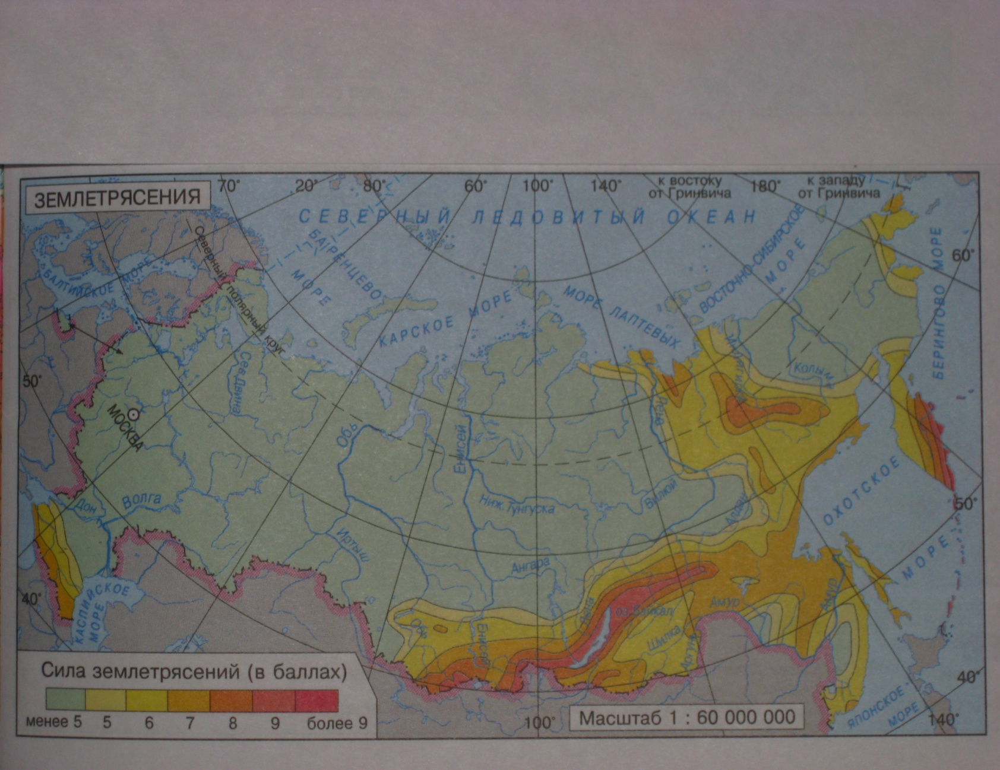 ЗЕМЛЕТРЯСЕНИЯ
70° 20° 80° 60° 100° 140° к востоку от Гринвича 180° к западу от Гринвича
СЕВЕРНЫЙ ЛЕДОВИТЫЙ ОКЕАН
Северный полярный круг
БАРЕНЦЕВО МОРЕ
БАЛТИЙСКОЕ МОРЕ
КАРСКОЕ МОРЕ
МОРЕ ЛАПТЕВЫХ
ВОСТОЧНО-СИБИРСКОЕ МОРЕ
БЕРИНГОВО МОРЕ
60°
50°
МОСКВА
Сев. Двина
Обь
Енисей
Лена
Индигирка
Колыма
Дон
Волга
Иртыш
Ниж. Тунгуска
Вилюй
Алдан
Ангара
ОХОТСКОЕ МОРЕ
50°
40°
КАСПИЙСКОЕ МОРЕ
Обь
Енисей
Лена
оз. Байкал
Шилка
Аргунь
Амур
Амур
40°
ЯПОНСКОЕ МОРЕ
140°
100°
Сила землетрясений (в баллах)
менее 5 5 6 7 8 9 более 9
Масштаб 1 : 60 000 000